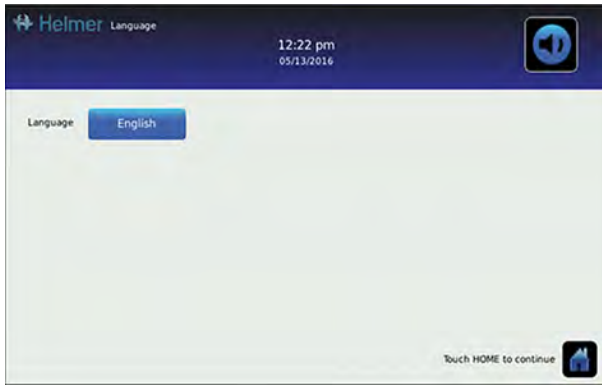 Helmer Language
12:22 pm
05/13/2016
Language English
Touch HOME to continue